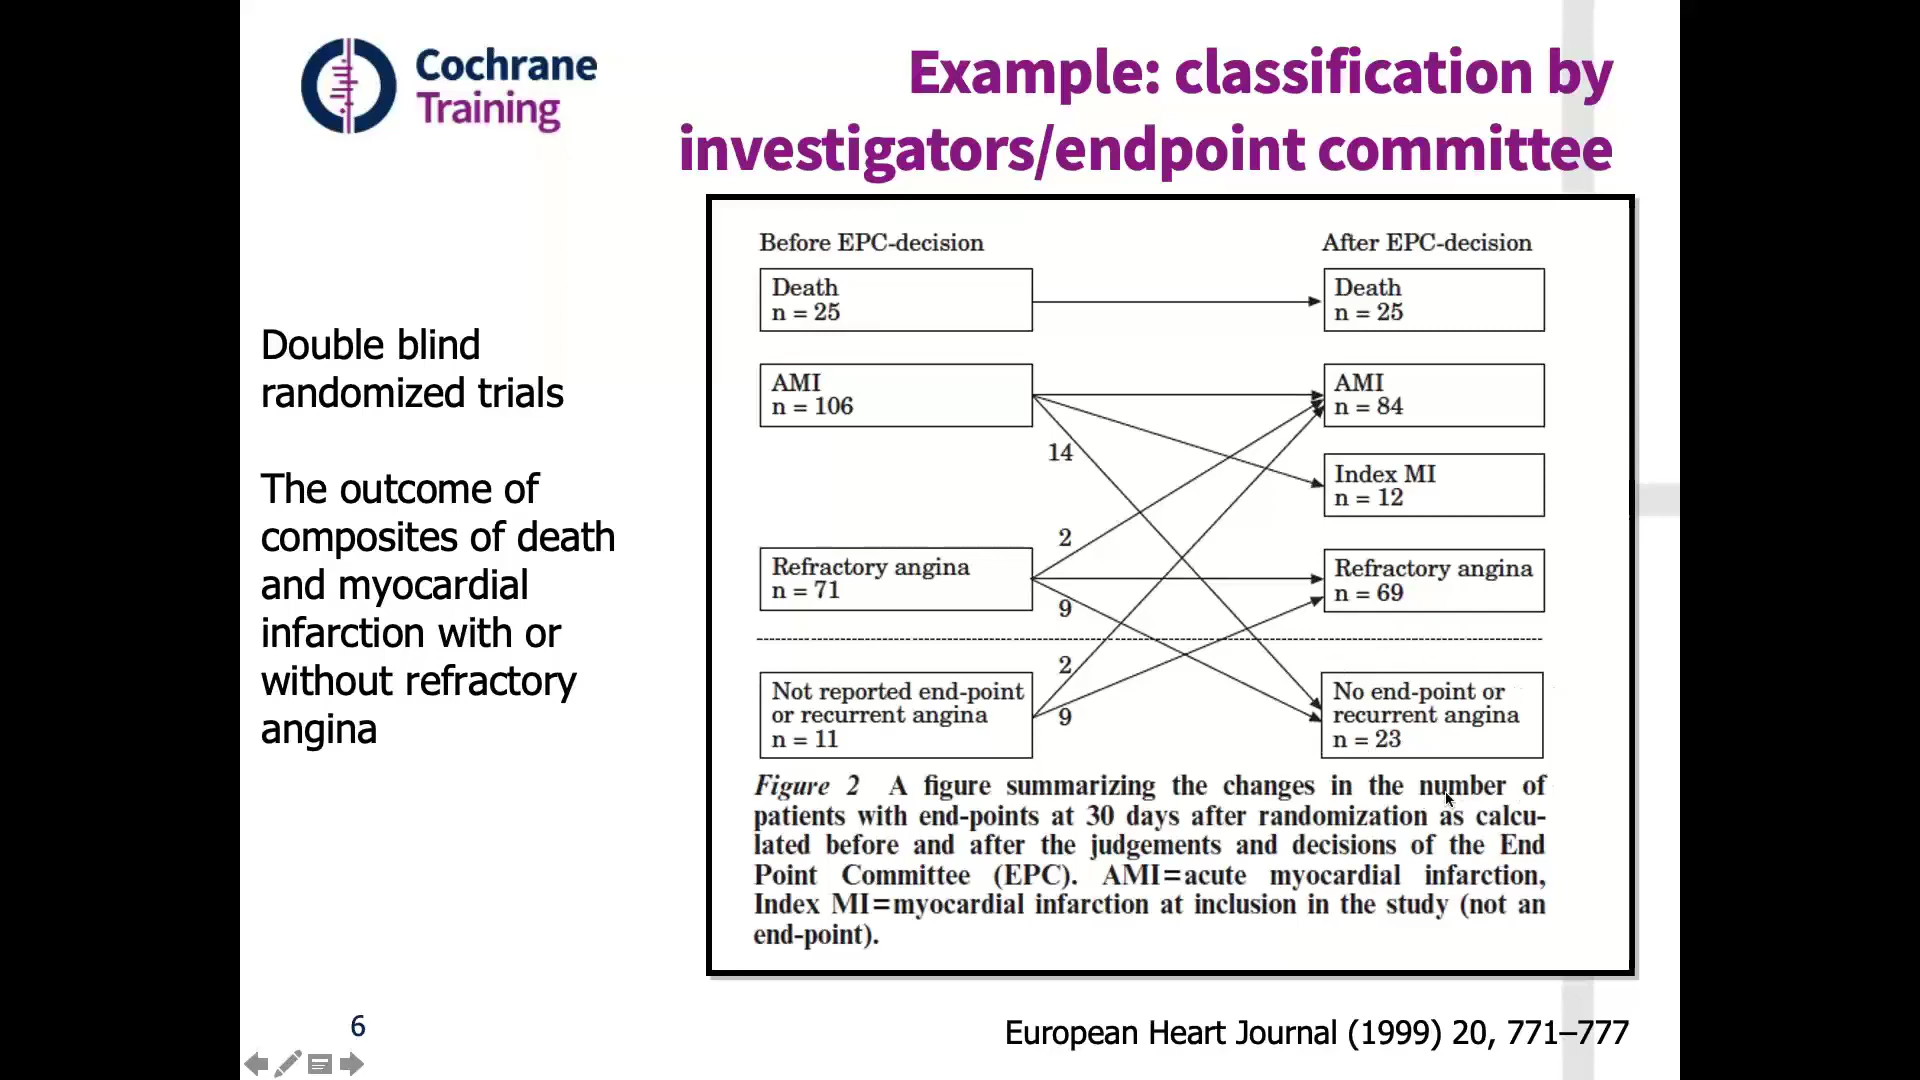 Cochrane
Training
Example: classification by
investigators/endpoint committee
Double blind
randomized trials
The outcome of
composites of death
and myocardial
infarction with or
without refractory
angina
Before EPC-decision
After EPC-decision
Death
n = 25
Death
n = 25
AMI
n = 106
AMI
n = 84
14
Index MI
n = 12
2
Refractory angina
n = 71
Refractory angina
n = 69
9
2
Not reported end-point
or recurrent angina
n = 11
9
No end-point or
recurrent angina
n = 23
Figure 2 A figure summarizing the changes in the number of
patients with end-points at 30 days after randomization as calcu-
lated before and after the judgements and decisions of the End
Point Committee (EPC). AMI=acute myocardial infarction,
Index MI=myocardial infarction at inclusion in the study (not an
end-point).
6
European Heart Journal (1999) 20, 771–777